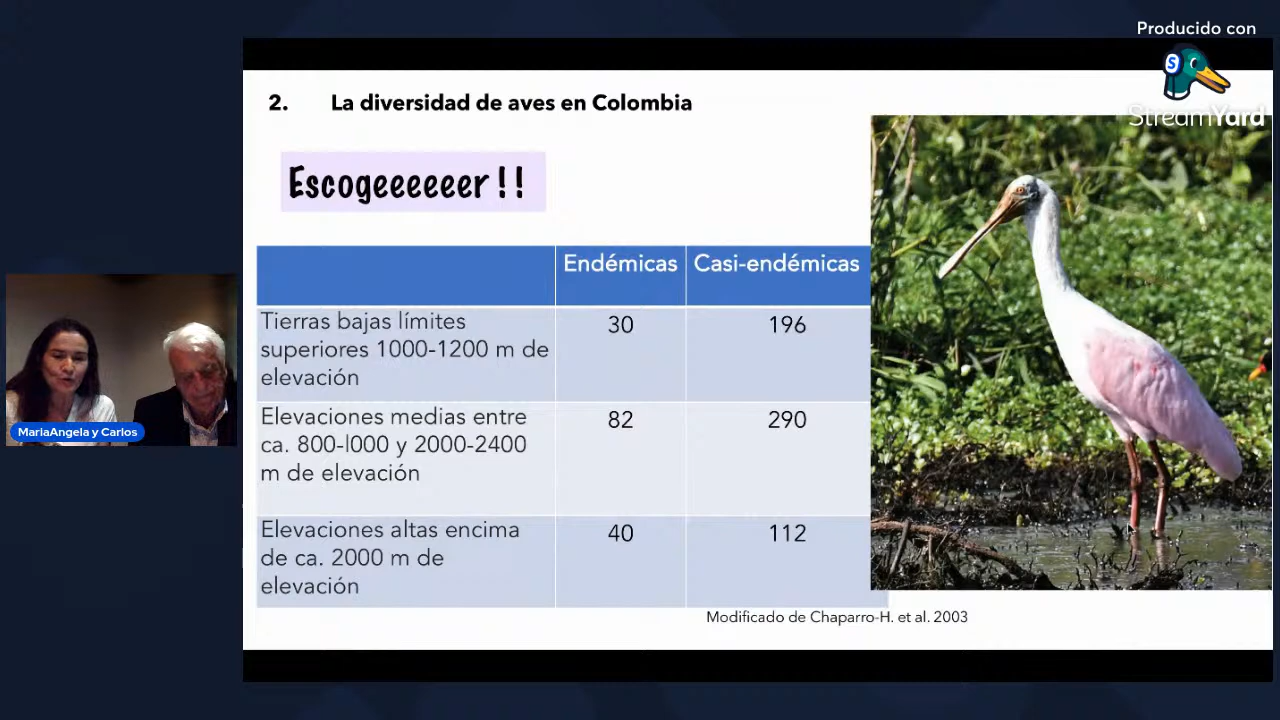 Producido con
StreamYard
2. La diversidad de aves en Colombia
Escogeeeeeer !!
Endémicas Casi-endémicas
Tierras bajas límites
superiores 1000-1200 m de
elevación
30 196
Elevaciones medias entre
ca. 800-l000 y 2000-2400
m de elevación
82 290
Elevaciones altas encima
de ca. 2000 m de
elevación
40 112
Modificado de Chaparro-H. et al. 2003
MariaAngela y Carlos
S